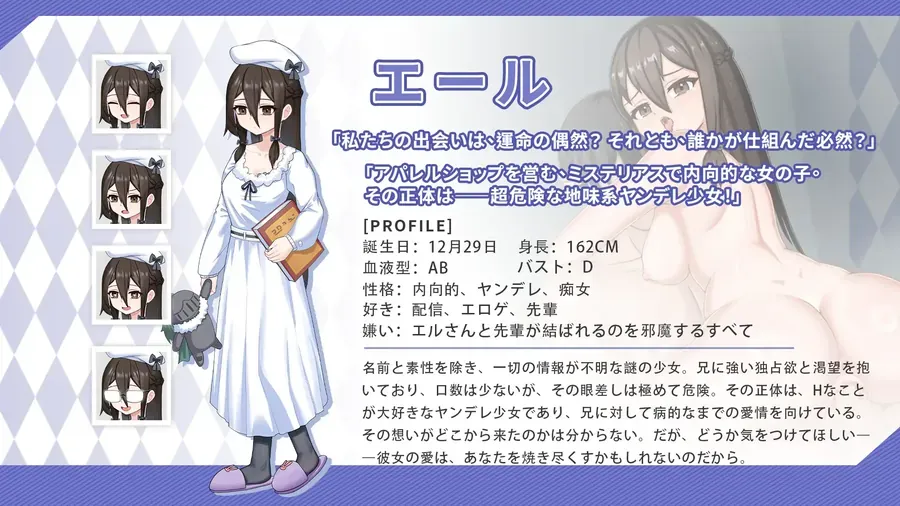 エール
「私たちの出会いは、運命の偶然？ それとも、誰かが仕組んだ必然？」
「アパレルショップを営む、ミステリアスで内向的な女の子。
その正体は――超危険な地味系ヤンデレ少女！」
[PROFILE]
誕生日：12月29日 身長：162CM
血液型：AB バスト：D
性格：内向的、ヤンデレ、痴女
好き：配信、エロゲ、先輩
嫌い：エルさんと先輩が結ばれるのを邪魔するすべて
名前と素性を除き、一切の情報が不明な謎の少女。兄に強い独占欲と渇望を抱
いており、口数は少ないが、その眼差しは極めて危険。その正体は、Hなこと
が大好きなヤンデレ少女であり、兄に対して病的なまでの愛情を向けている。
その想いがどこから来たのかは分からない。だが、どうか気をつけてほしい―
―彼女の愛は、あなたを焼き尽くすかもしれないのだから。